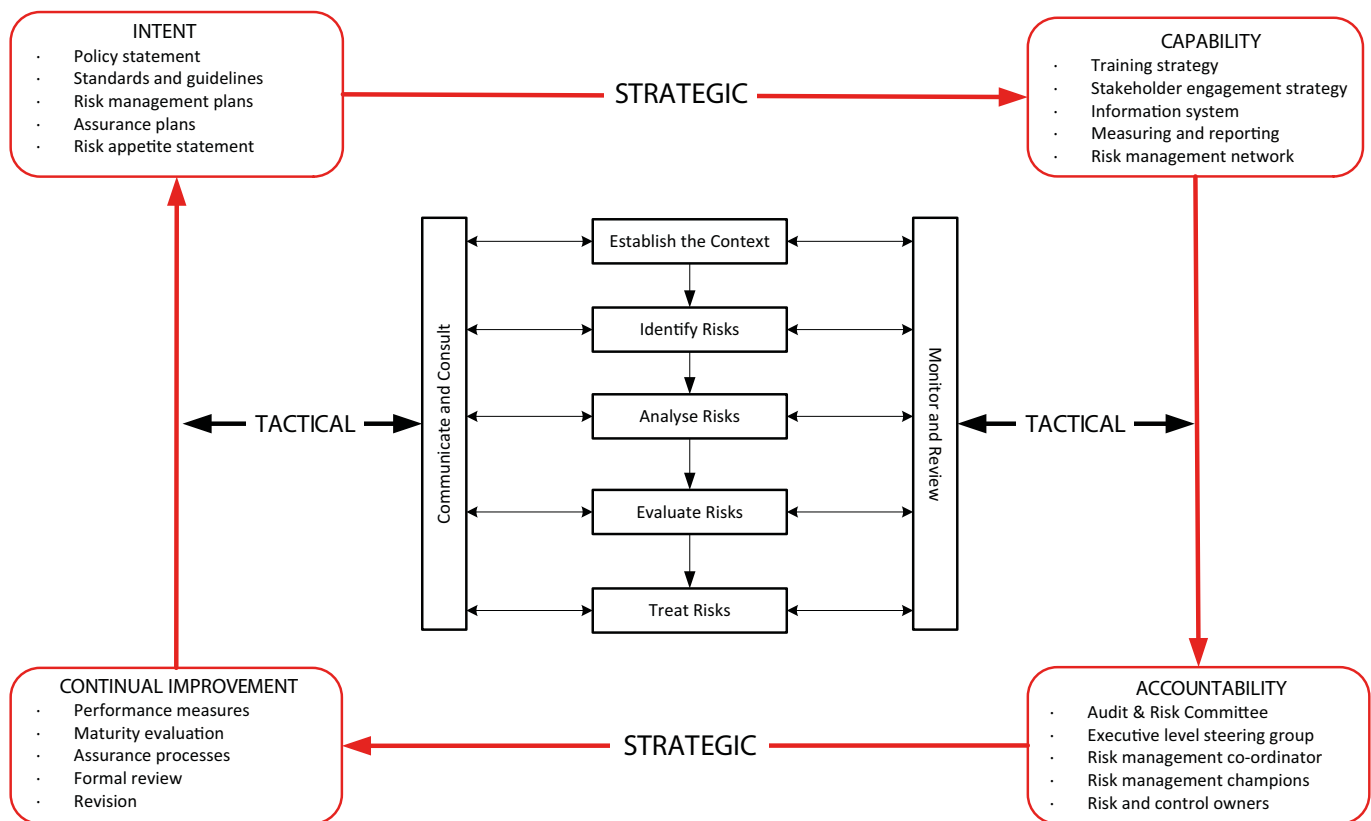 INTENT
· Policy statement
· Standards and guidelines
· Risk management plans
· Assurance plans
· Risk appetite statement
STRATEGIC
CAPABILITY
· Training strategy
· Stakeholder engagement strategy
· Information system
· Measuring and reporting
· Risk management network
TACTICAL
Communicate and Consult
Establish the Context
Identify Risks
Analyse Risks
Evaluate Risks
Treat Risks
Monitor and Review
TACTICAL
CONTINUAL IMPROVEMENT
· Performance measures
· Maturity evaluation
· Assurance processes
· Formal review
· Revision
STRATEGIC
ACCOUNTABILITY
· Audit & Risk Committee
· Executive level steering group
· Risk management co-ordinator
· Risk management champions
· Risk and control owners